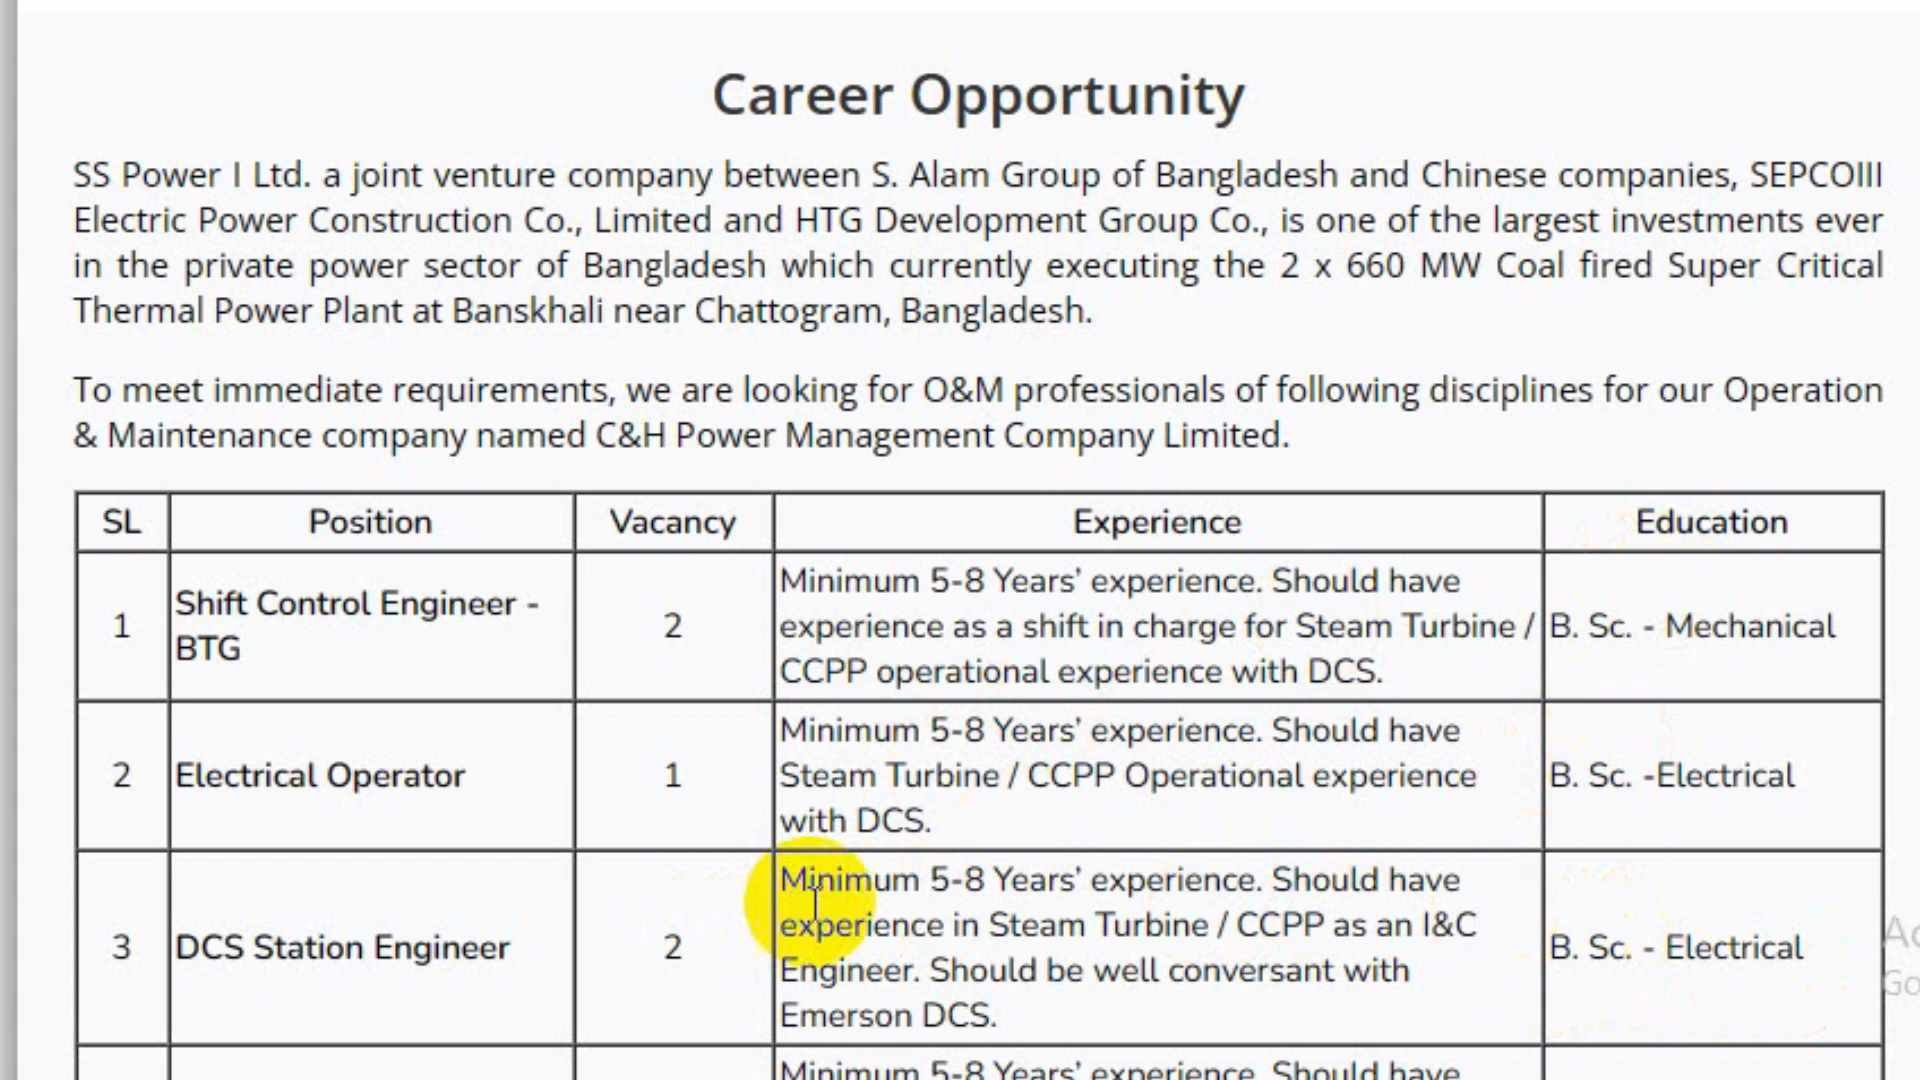 Career Opportunity
SS Power I Ltd. a joint venture company between S. Alam Group of Bangladesh and Chinese companies, SEPCOIII
Electric Power Construction Co., Limited and HTG Development Group Co., is one of the largest investments ever
in the private power sector of Bangladesh which currently executing the 2 x 660 MW Coal fired Super Critical
Thermal Power Plant at Banskhali near Chattogram, Bangladesh.
To meet immediate requirements, we are looking for O&M professionals of following disciplines for our Operation
& Maintenance company named C&H Power Management Company Limited.
SL Position Vacancy Experience Education
1
Shift Control Engineer -
BTG
2
Minimum 5-8 Years’ experience. Should have
experience as a shift in charge for Steam Turbine /
CCPP operational experience with DCS.
B. Sc. - Mechanical
2
Electrical Operator
1
Minimum 5-8 Years’ experience. Should have
Steam Turbine / CCPP Operational experience
with DCS.
B. Sc. -Electrical
3
DCS Station Engineer
2
Minimum 5-8 Years’ experience. Should have
experience in Steam Turbine / CCPP as an I&C
Engineer. Should be well conversant with
Emerson DCS.
B. Sc. - Electrical
Minimum 5-8 Years’ experience. Should have